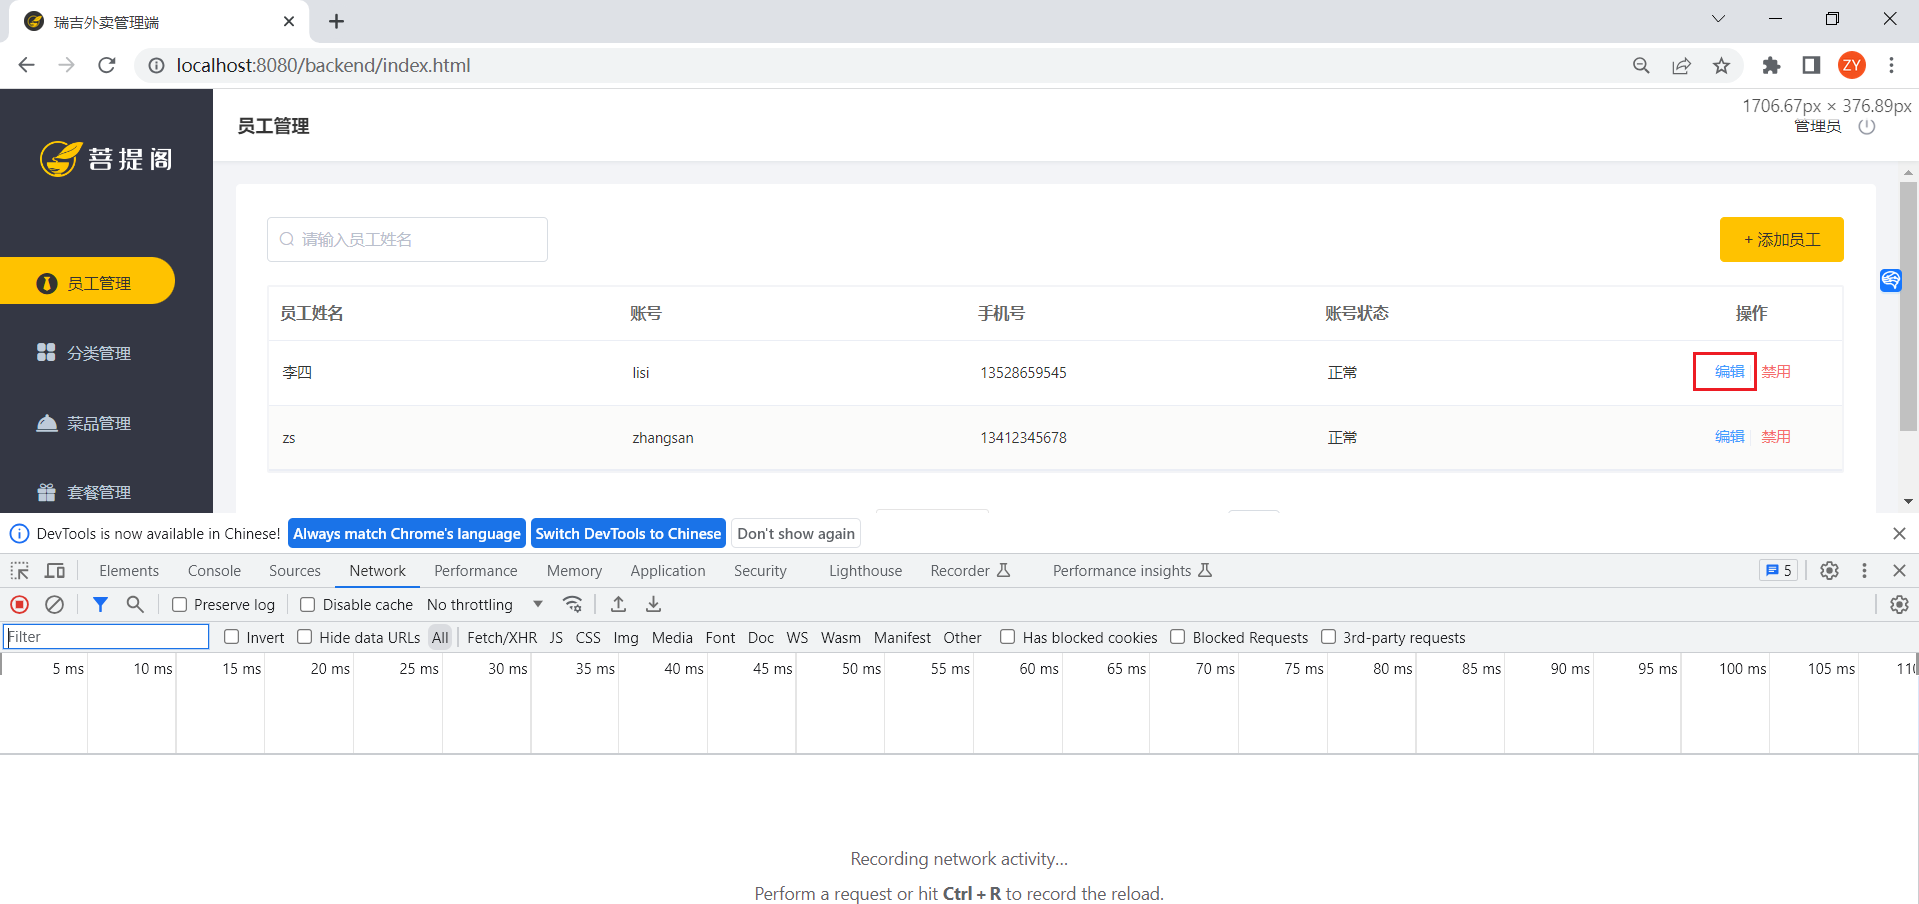 瑞吉外卖管理端
localhost:8080/backend/index.html
ZY
1706.67px × 376.89px
菩提阁
员工管理
管理员
请输入员工姓名
+ 添加员工
员工管理
分类管理
菜品管理
套餐管理
员工姓名 账号 手机号 账号状态 操作
李四 lisi 13528659545 正常 编辑 禁用
zs zhangsan 13412345678 正常 编辑 禁用
DevTools is now available in Chinese! Always match Chrome's language Switch DevTools to Chinese Don't show again
Elements Console Sources Network Performance Memory Application Security Lighthouse Recorder Performance insights 5
Preserve log Disable cache No throttling
Filter Invert Hide data URLs All Fetch/XHR JS CSS Img Media Font Doc WS Wasm Manifest Other Has blocked cookies Blocked Requests 3rd-party requests
5 ms 10 ms 15 ms 20 ms 25 ms 30 ms 35 ms 40 ms 45 ms 50 ms 55 ms 60 ms 65 ms 70 ms 75 ms 80 ms 85 ms 90 ms 95 ms 100 ms 105 ms
Recording network activity...
Perform a request or hit Ctrl + R to record the reload.